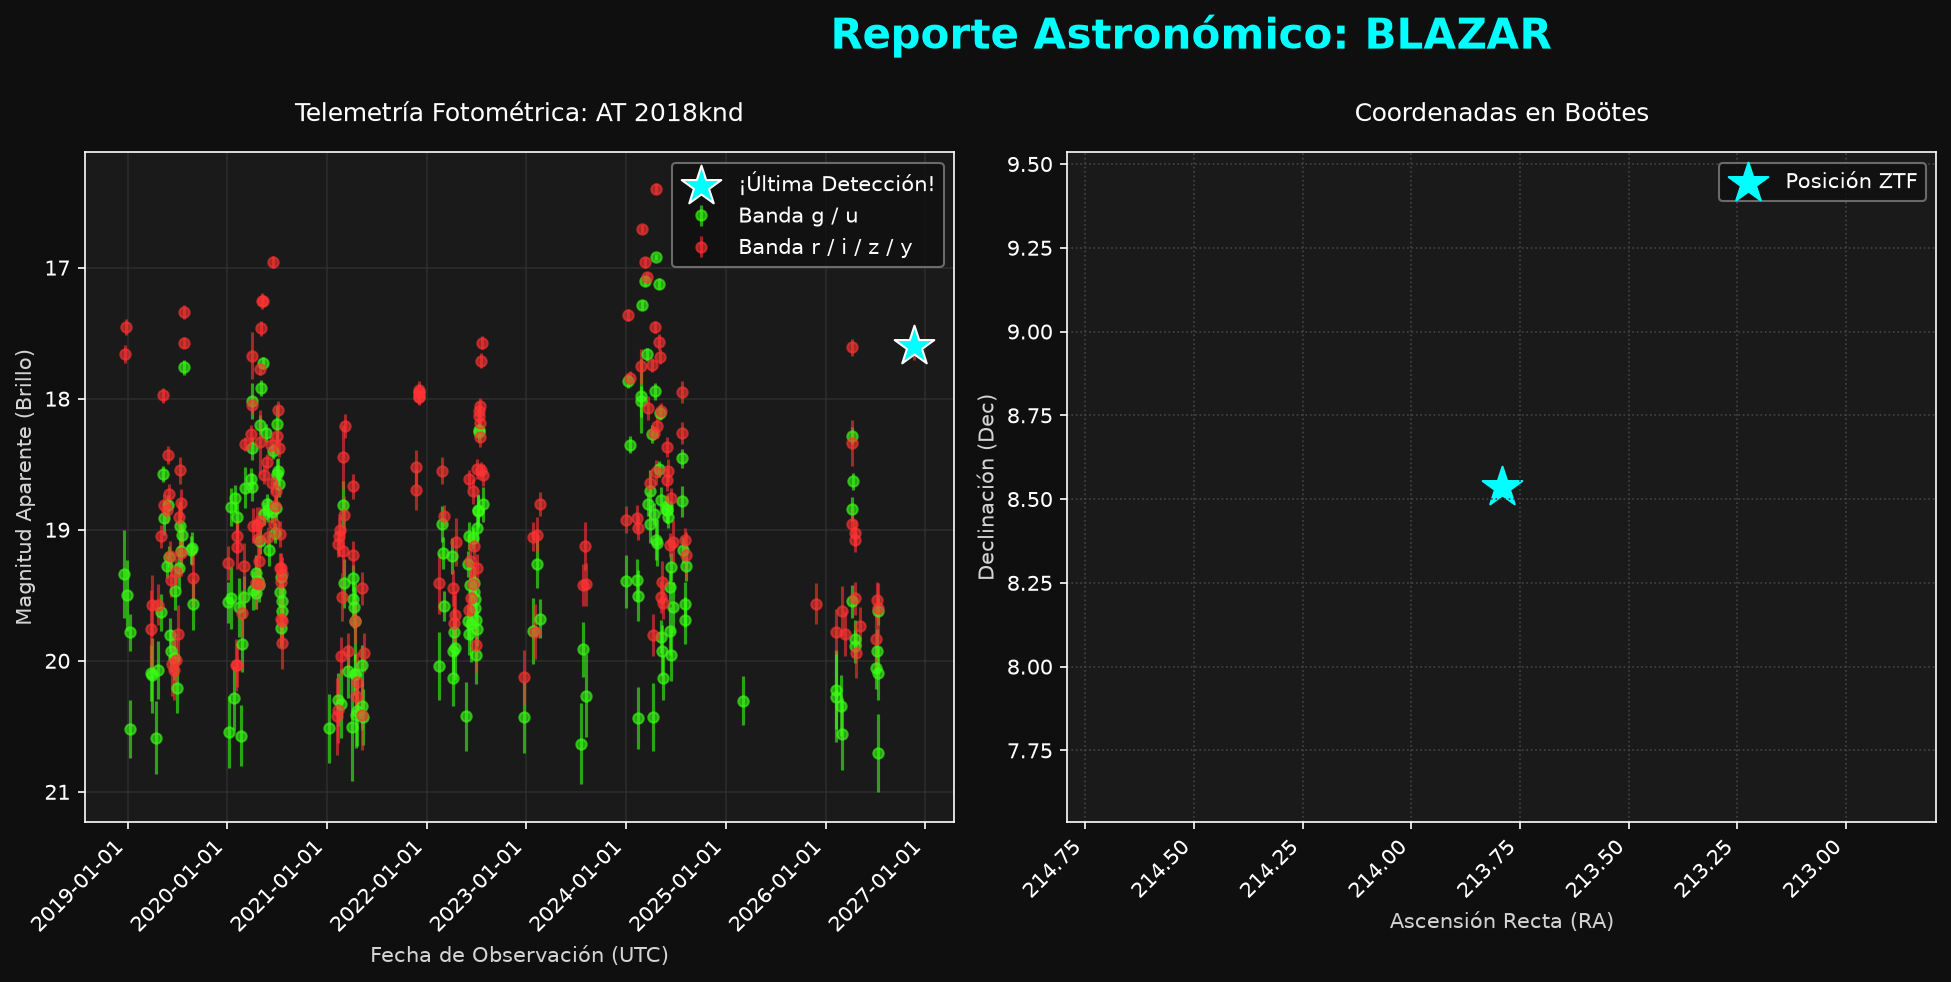 Reporte Astronómico: BLAZAR
Telemetría Fotométrica: AT 2018knd
Magnitud Aparente (Brillo)
17
18
19
20
21
¡Última Detección!
Banda g / u
Banda r / i / z / y
2019-01-01
2020-01-01
2021-01-01
2022-01-01
2023-01-01
2024-01-01
2025-01-01
2026-01-01
2027-01-01
Fecha de Observación (UTC)
Coordenadas en Boötes
Declinación (Dec)
9.50
9.25
9.00
8.75
8.50
8.25
8.00
7.75
Posición ZTF
214.75
214.50
214.25
214.00
213.75
213.50
213.25
213.00
Ascensión Recta (RA)